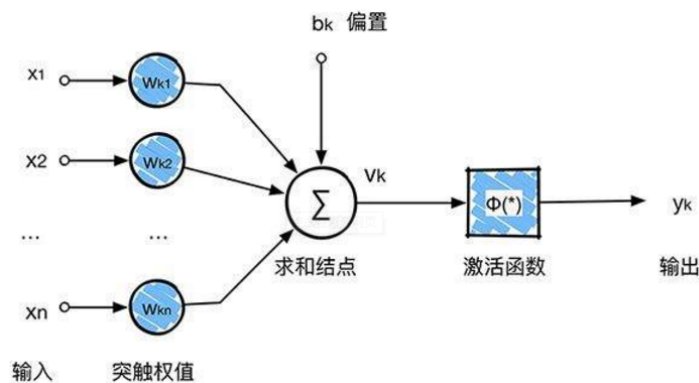 bk 偏置
x1
Wk1
x2
Wk2
Σ
vk
Φ(*)
yk
...
...
求和结点
激活函数
输出
xn
Wkn
输入
突触权值